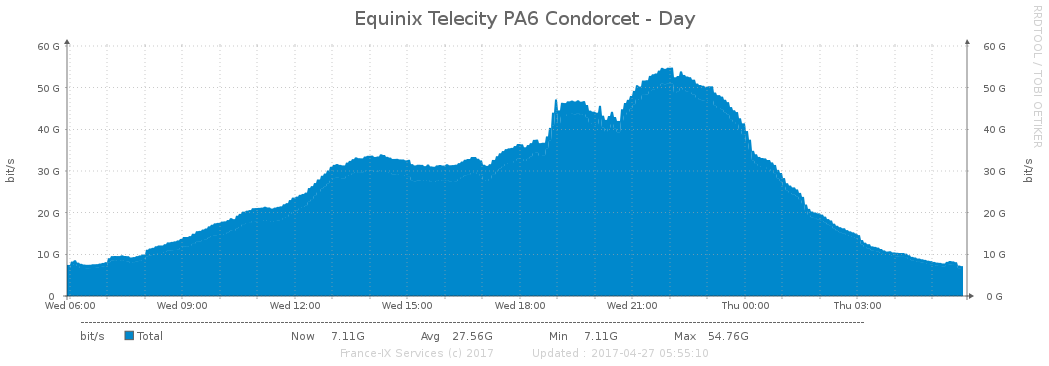 Equinix Telecity PA6 Condorcet - Day
RRDTOOL / TOBI OETIKER
60 G 60 G
50 G 50 G
40 G 40 G
30 G 30 G
20 G 20 G
10 G 10 G
0 0 G
bit/s bit/s
Wed 06:00 Wed 09:00 Wed 12:00 Wed 15:00 Wed 18:00 Wed 21:00 Thu 00:00 Thu 03:00
bit/s Total Now 7.11G Avg 27.56G Min 7.11G Max 54.76G
France-IX Services (c) 2017 Updated : 2017-04-27 05:55:10